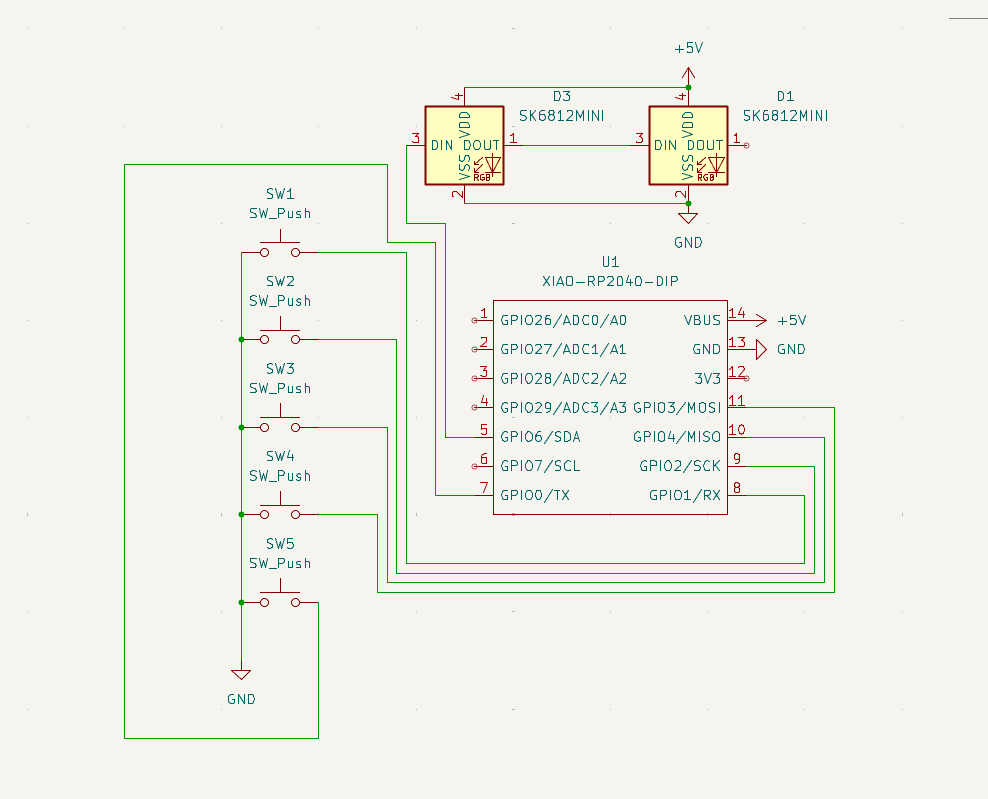 +5V
D3
SK6812MINI
D1
SK6812MINI
4
VDD
3
DIN
DOUT
1
VSS
RGB
2
4
VDD
3
DIN
DOUT
1
VSS
RGB
2
GND
SW1
SW_Push
SW2
SW_Push
SW3
SW_Push
SW4
SW_Push
SW5
SW_Push
GND
U1
XIAO-RP2040-DIP
1 GPIO26/ADC0/A0
2 GPIO27/ADC1/A1
3 GPIO28/ADC2/A2
4 GPIO29/ADC3/A3
5 GPIO6/SDA
6 GPIO7/SCL
7 GPIO0/TX
VBUS 14 +5V
GND 13 GND
3V3 12
GPIO3/MOSI 11
GPIO4/MISO 10
GPIO2/SCK 9
GPIO1/RX 8